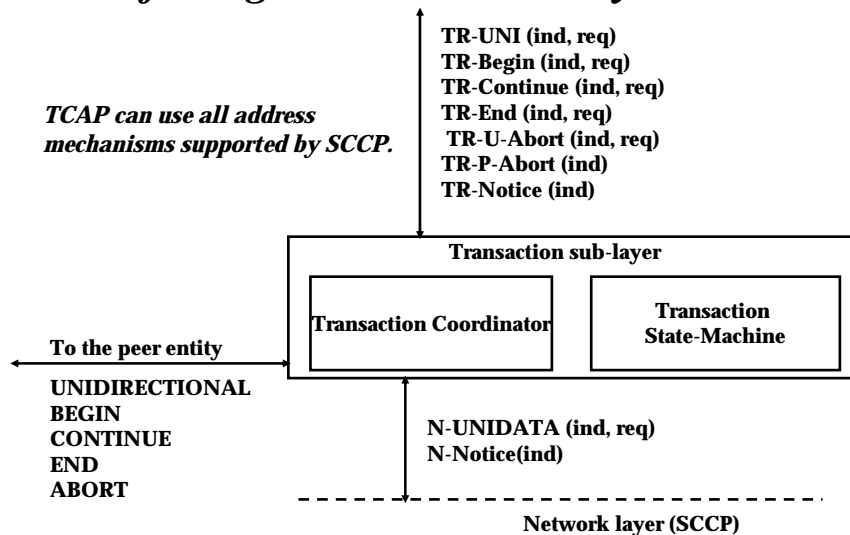 TR-UNI (ind, req)
TR-Begin (ind, req)
TR-Continue (ind, req)
TR-End (ind, req)
TR-U-Abort (ind, req)
TR-P-Abort (ind)
TR-Notice (ind)
TCAP can use all address
mechanisms supported by SCCP.
Transaction sub-layer
Transaction Coordinator
Transaction
State-Machine
To the peer entity
UNIDIRECTIONAL
BEGIN
CONTINUE
END
ABORT
N-UNIDATA (ind, req)
N-Notice(ind)
Network layer (SCCP)